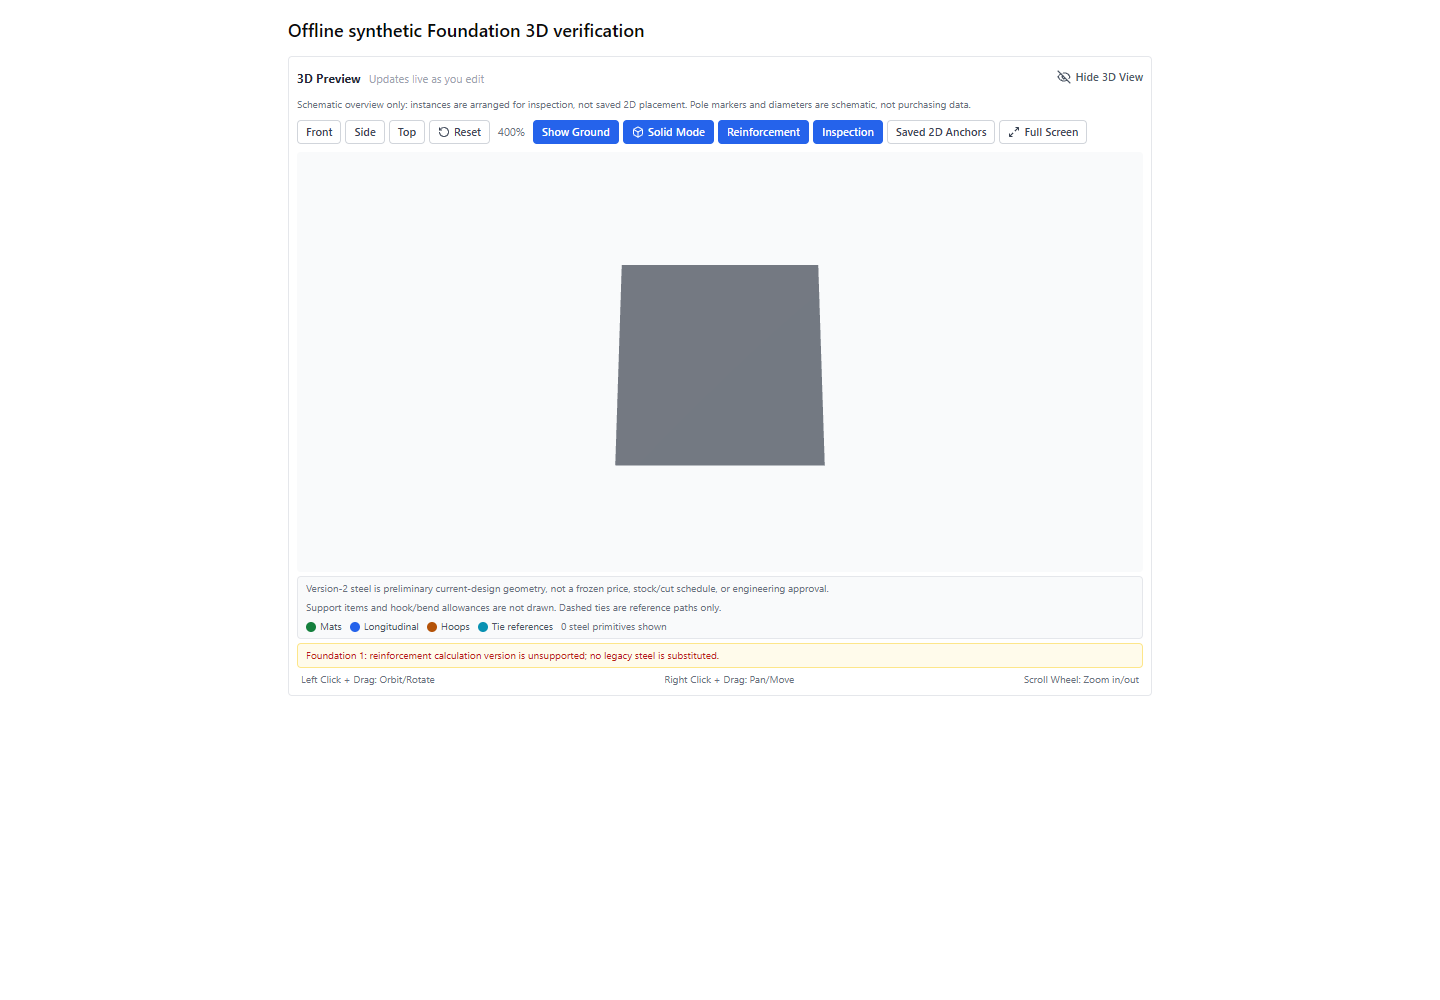 Offline synthetic Foundation 3D verification
3D Preview Updates live as you edit Hide 3D View
Schematic overview only: instances are arranged for inspection, not saved 2D placement. Pole markers and diameters are schematic, not purchasing data.
Front Side Top Reset 400% Show Ground Solid Mode Reinforcement Inspection Saved 2D Anchors Full Screen
Version-2 steel is preliminary current-design geometry, not a frozen price, stock/cut schedule, or engineering approval.
Support items and hook/bend allowances are not drawn. Dashed ties are reference paths only.
Mats Longitudinal Hoops Tie references 0 steel primitives shown
Foundation 1: reinforcement calculation version is unsupported; no legacy steel is substituted.
Left Click + Drag: Orbit/Rotate Right Click + Drag: Pan/Move Scroll Wheel: Zoom in/out